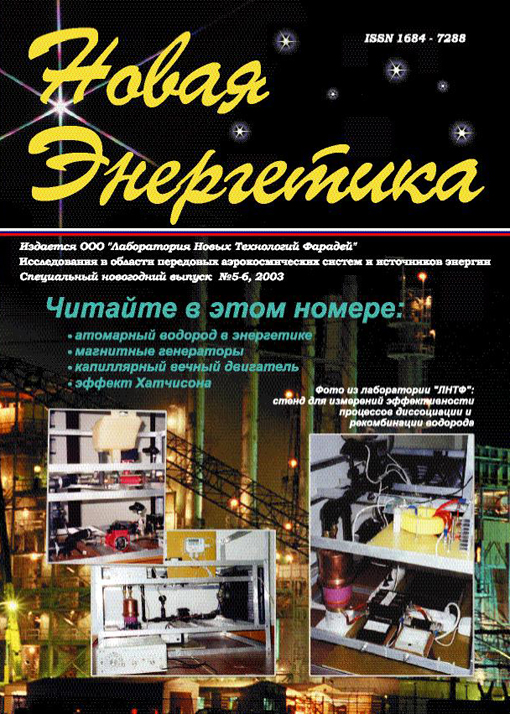 ISSN 1684 - 7288
Новая
Энергетика
Издается ООО "Лаборатория Новых Технологий Фарадей"
Исследования в области передовых аэрокосмических систем и источников энергии
Специальный новогодний выпуск №5-6, 2003
Читайте в этом номере:
• атомарный водород в энергетике
• магнитные генераторы
• капиллярный вечный двигатель
• эффект Хатчисона
Фото из лаборатории "ЛНТФ":
стенд для измерений эффективности
процессов диссоциации и
рекомбинации водорода